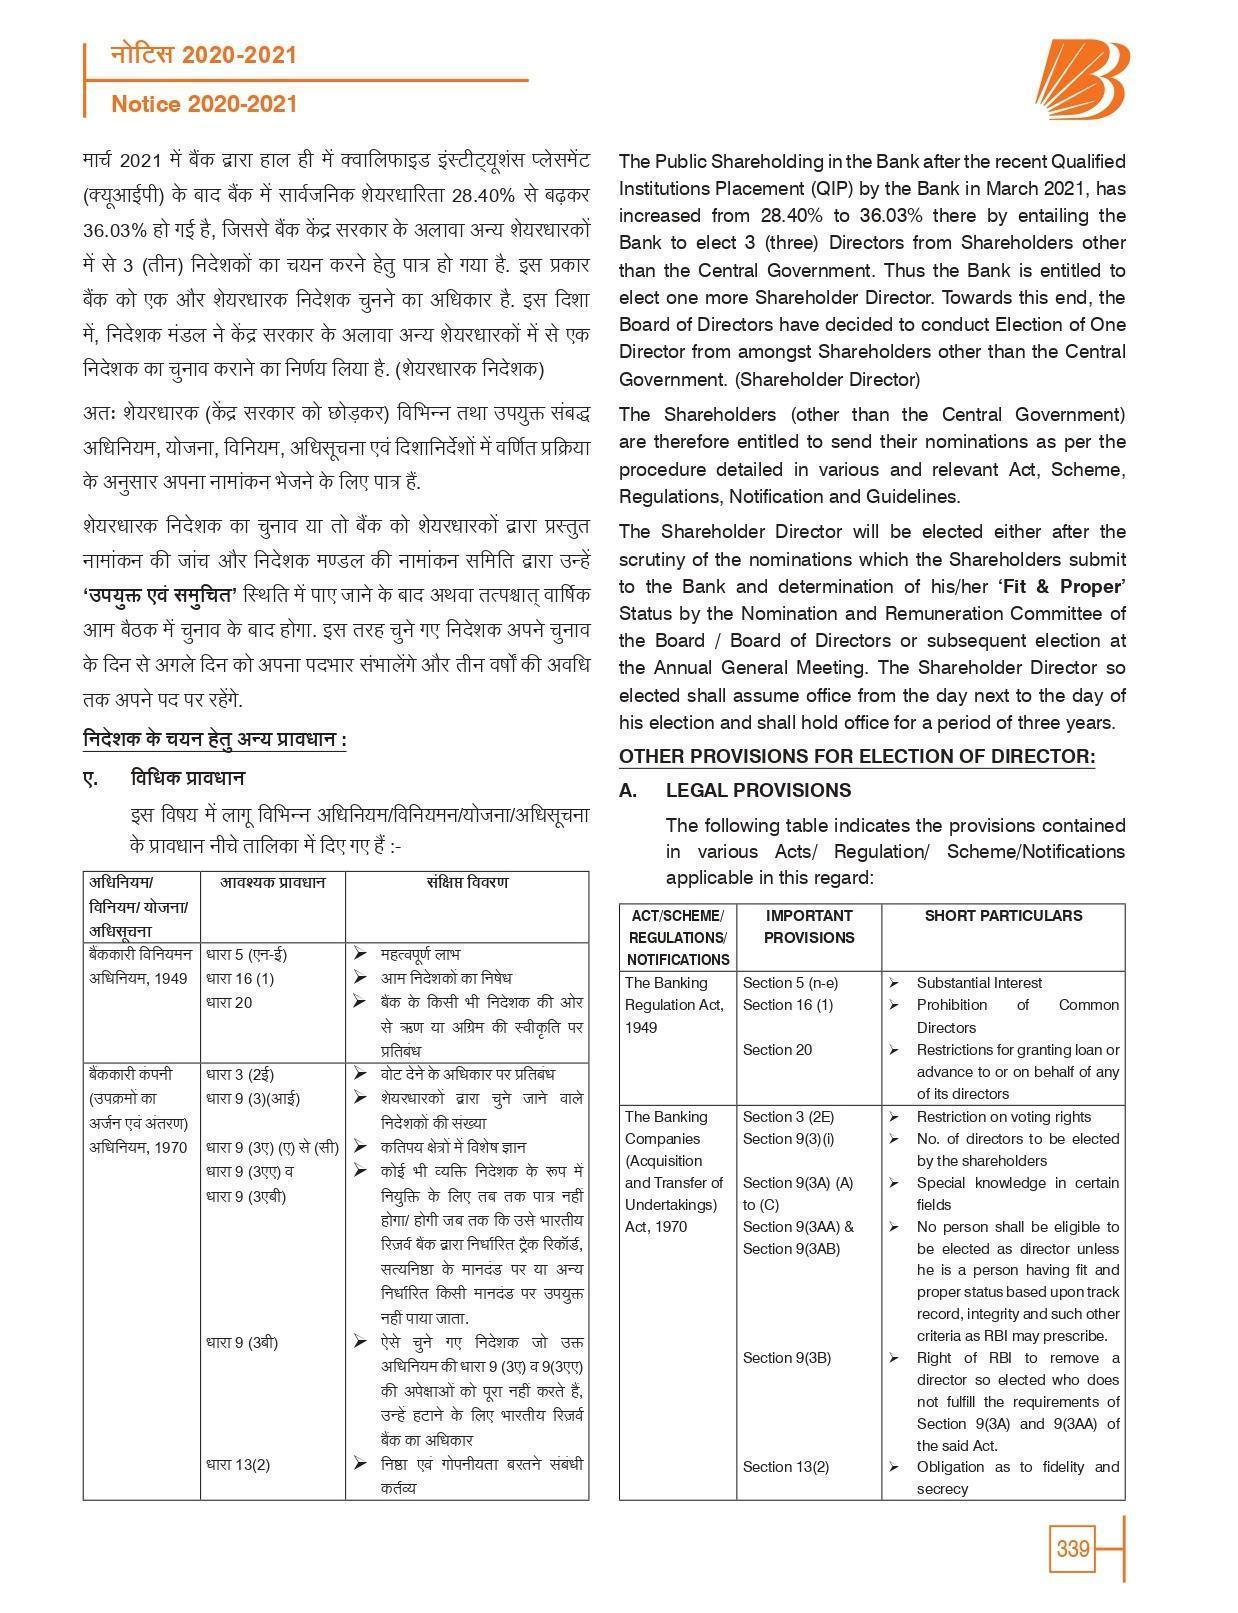 नोटिस 2020-2021
Notice 2020-2021
मार्च 2021 में बैंक द्वारा हाल ही में क्वालिफाइड इंस्टीट्यूशंस प्लेसमेंट
(क्यूआईपी) के बाद बैंक में सार्वजनिक शेयरधारिता 28.40% से बढ़कर
36.03% हो गई है, जिससे बैंक केंद्र सरकार के अलावा अन्य शेयरधारकों
में से 3 (तीन) निदेशकों का चयन करने हेतु पात्र हो गया है. इस प्रकार
बैंक को एक और शेयरधारक निदेशक चुनने का अधिकार है. इस दिशा
में, निदेशक मंडल ने केंद्र सरकार के अलावा अन्य शेयरधारकों में से एक
निदेशक का चुनाव कराने का निर्णय लिया है. (शेयरधारक निदेशक)
अतः शेयरधारक (केंद्र सरकार को छोड़कर) विभिन्न तथा उपयुक्त संबद्ध
अधिनियम, योजना, विनियम, अधिसूचना एवं दिशानिर्देशों में वर्णित प्रक्रिया
के अनुसार अपना नामांकन भेजने के लिए पात्र हैं.
शेयरधारक निदेशक का चुनाव या तो बैंक को शेयरधारकों द्वारा प्रस्तुत
नामांकन की जांच और निदेशक मण्डल की नामांकन समिति द्वारा उन्हें
‘उपयुक्त एवं समुचित’ स्थिति में पाए जाने के बाद अथवा तत्पश्चात् वार्षिक
आम बैठक में चुनाव के बाद होगा. इस तरह चुने गए निदेशक अपने चुनाव
के दिन से अगले दिन को अपना पदभार संभालेंगे और तीन वर्षों की अवधि
तक अपने पद पर रहेंगे.
निदेशक के चयन हेतु अन्य प्रावधान :
ए. विधिक प्रावधान
इस विषय में लागू विभिन्न अधिनियम/विनियमन/योजना/अधिसूचना
के प्रावधान नीचे तालिका में दिए गए हैं :-
अधिनियम/ आवश्यक प्रावधान संक्षिप्त विवरण
विनियम/ योजना/
अधिसूचना
बैंककारी विनियमन धारा 5 (एन-ई) ➢ महत्वपूर्ण लाभ
अधिनियम, 1949 धारा 16 (1) ➢ आम निदेशकों का निषेध
धारा 20 ➢ बैंक के किसी भी निदेशक की ओर
से ऋण या अग्रिम की स्वीकृति पर
प्रतिबंध
बैंककारी कंपनी धारा 3 (2ई) ➢ वोट देने के अधिकार पर प्रतिबंध
(उपक्रमों का धारा 9 (3)(आई) ➢ शेयरधारकों द्वारा चुने जाने वाले
अर्जन एवं अंतरण) निदेशकों की संख्या
अधिनियम, 1970 धारा 9 (3ए) (ए) से (सी) ➢ कतिपय क्षेत्रों में विशेष ज्ञान
धारा 9 (3एए) व ➢ कोई भी व्यक्ति निदेशक के रूप में
धारा 9 (3एबी) नियुक्ति के लिए तब तक पात्र नहीं
होगा/ होगी जब तक कि उसे भारतीय
रिज़र्व बैंक द्वारा निर्धारित ट्रैक रिकॉर्ड,
सत्यनिष्ठा के मानदंड पर या अन्य
निर्धारित किसी मानदंड पर उपयुक्त
नहीं पाया जाता.
धारा 9 (3बी) ➢ ऐसे चुने गए निदेशक जो उक्त
अधिनियम की धारा 9 (3ए) व 9(3एए)
की अपेक्षाओं को पूरा नहीं करते हैं,
उन्हें हटाने के लिए भारतीय रिज़र्व
बैंक का अधिकार
धारा 13(2) ➢ निष्ठा एवं गोपनीयता बरतने संबंधी
कर्तव्य
The Public Shareholding in the Bank after the recent Qualified
Institutions Placement (QIP) by the Bank in March 2021, has
increased from 28.40% to 36.03% there by entailing the
Bank to elect 3 (three) Directors from Shareholders other
than the Central Government. Thus the Bank is entitled to
elect one more Shareholder Director. Towards this end, the
Board of Directors have decided to conduct Election of One
Director from amongst Shareholders other than the Central
Government. (Shareholder Director)
The Shareholders (other than the Central Government)
are therefore entitled to send their nominations as per the
procedure detailed in various and relevant Act, Scheme,
Regulations, Notification and Guidelines.
The Shareholder Director will be elected either after the
scrutiny of the nominations which the Shareholders submit
to the Bank and determination of his/her ‘Fit & Proper’
Status by the Nomination and Remuneration Committee of
the Board / Board of Directors or subsequent election at
the Annual General Meeting. The Shareholder Director so
elected shall assume office from the day next to the day of
his election and shall hold office for a period of three years.
OTHER PROVISIONS FOR ELECTION OF DIRECTOR:
A. LEGAL PROVISIONS
The following table indicates the provisions contained
in various Acts/ Regulation/ Scheme/Notifications
applicable in this regard:
ACT/SCHEME/ IMPORTANT SHORT PARTICULARS
REGULATIONS/ PROVISIONS
NOTIFICATIONS
The Banking Section 5 (n-e) ➢ Substantial Interest
Regulation Act, Section 16 (1) ➢ Prohibition of Common
1949 Directors
Section 20 ➢ Restrictions for granting loan or
advance to or on behalf of any
of its directors
The Banking Section 3 (2E) ➢ Restriction on voting rights
Companies Section 9(3)(i) ➢ No. of directors to be elected
(Acquisition by the shareholders
and Transfer of Section 9(3A) (A) ➢ Special knowledge in certain
Undertakings) to (C) fields
Act, 1970 Section 9(3AA) & ➢ No person shall be eligible to
Section 9(3AB) be elected as director unless
he is a person having fit and
proper status based upon track
record, integrity and such other
criteria as RBI may prescribe.
Section 9(3B) ➢ Right of RBI to remove a
director so elected who does
not fulfill the requirements of
Section 9(3A) and 9(3AA) of
the said Act.
Section 13(2) ➢ Obligation as to fidelity and
secrecy
339